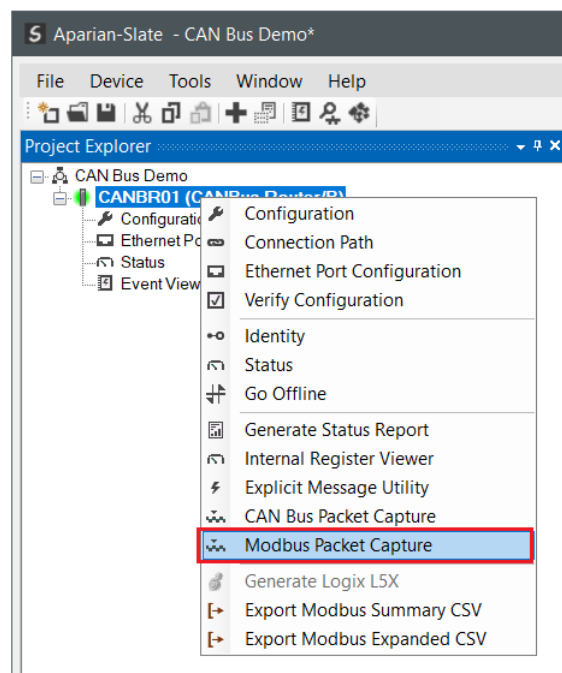 S Aparian-Slate - CAN Bus Demo*
File Device Tools Window Help
Project Explorer
CAN Bus Demo
CANBR01 (CANBus Router/B)
Configuratio
Ethernet Po
Status
Event View
Configuration
Connection Path
Ethernet Port Configuration
Verify Configuration
Identity
Status
Go Offline
Generate Status Report
Internal Register Viewer
Explicit Message Utility
CAN Bus Packet Capture
Modbus Packet Capture
Generate Logix L5X
Export Modbus Summary CSV
Export Modbus Expanded CSV